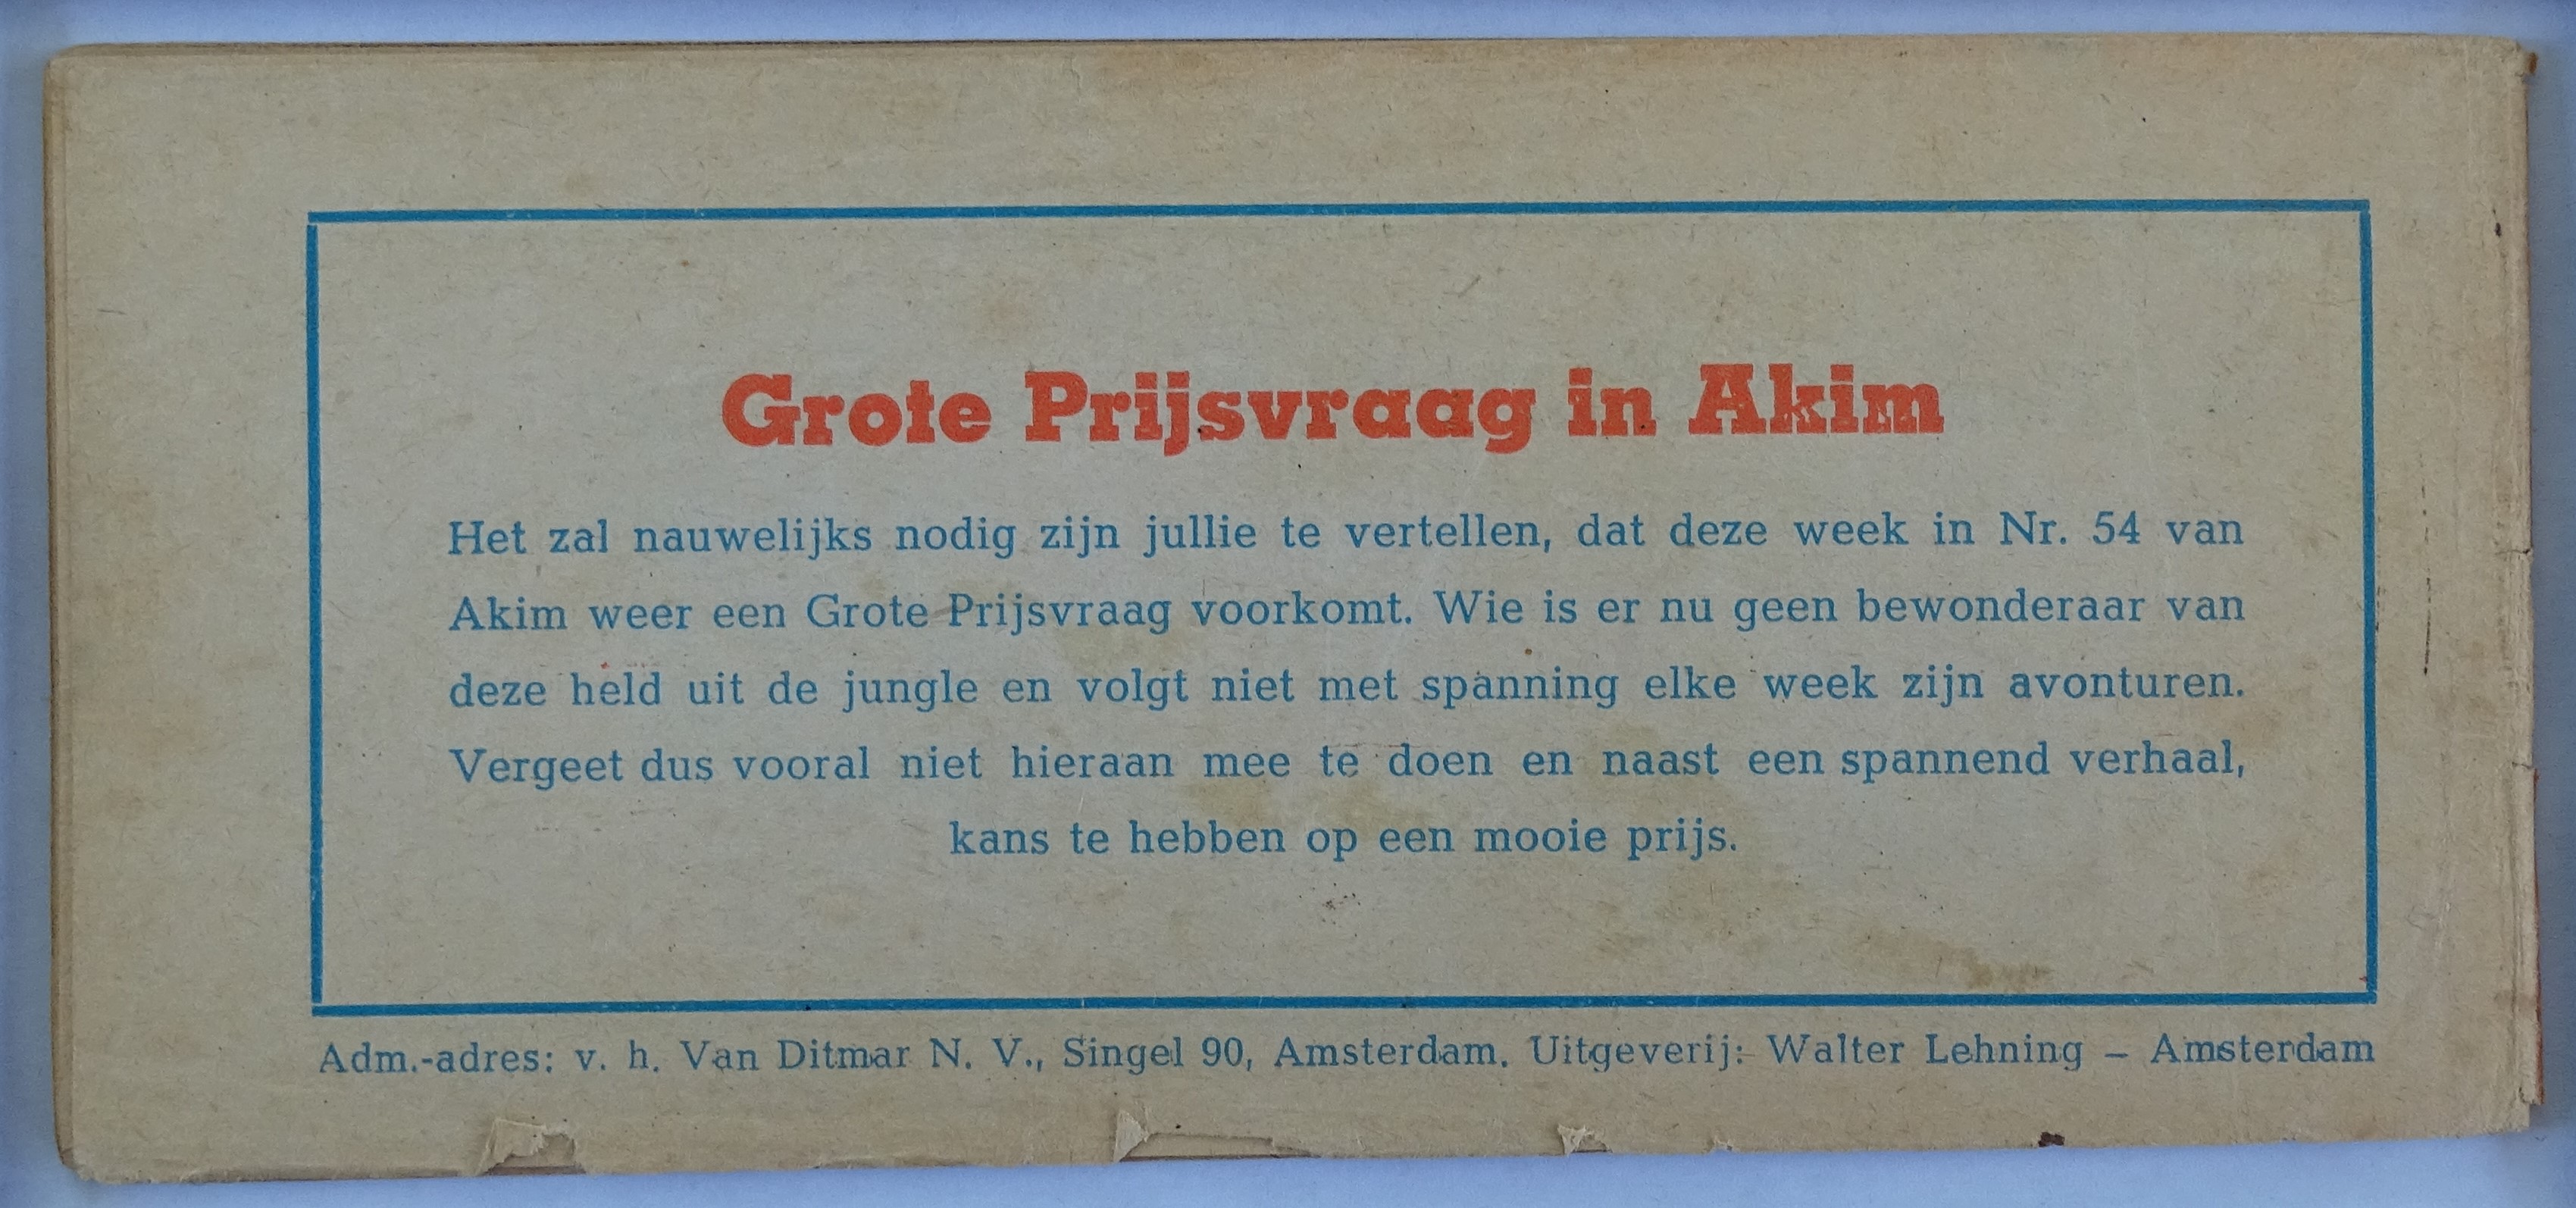 Grote Prijsvraag in Akim
Het zal nauwelijks nodig zijn jullie te vertellen, dat deze week in Nr. 54 van
Akim weer een Grote Prijsvraag voorkomt. Wie is er nu geen bewonderaar van
deze held uit de jungle en volgt niet met spanning elke week zijn avonturen.
Vergeet dus vooral niet hieraan mee te doen en naast een spannend verhaal,
kans te hebben op een mooie prijs.
Adm.-adres: v. h. Van Ditmar N. V., Singel 90, Amsterdam. Uitgeverij: Walter Lehning – Amsterdam